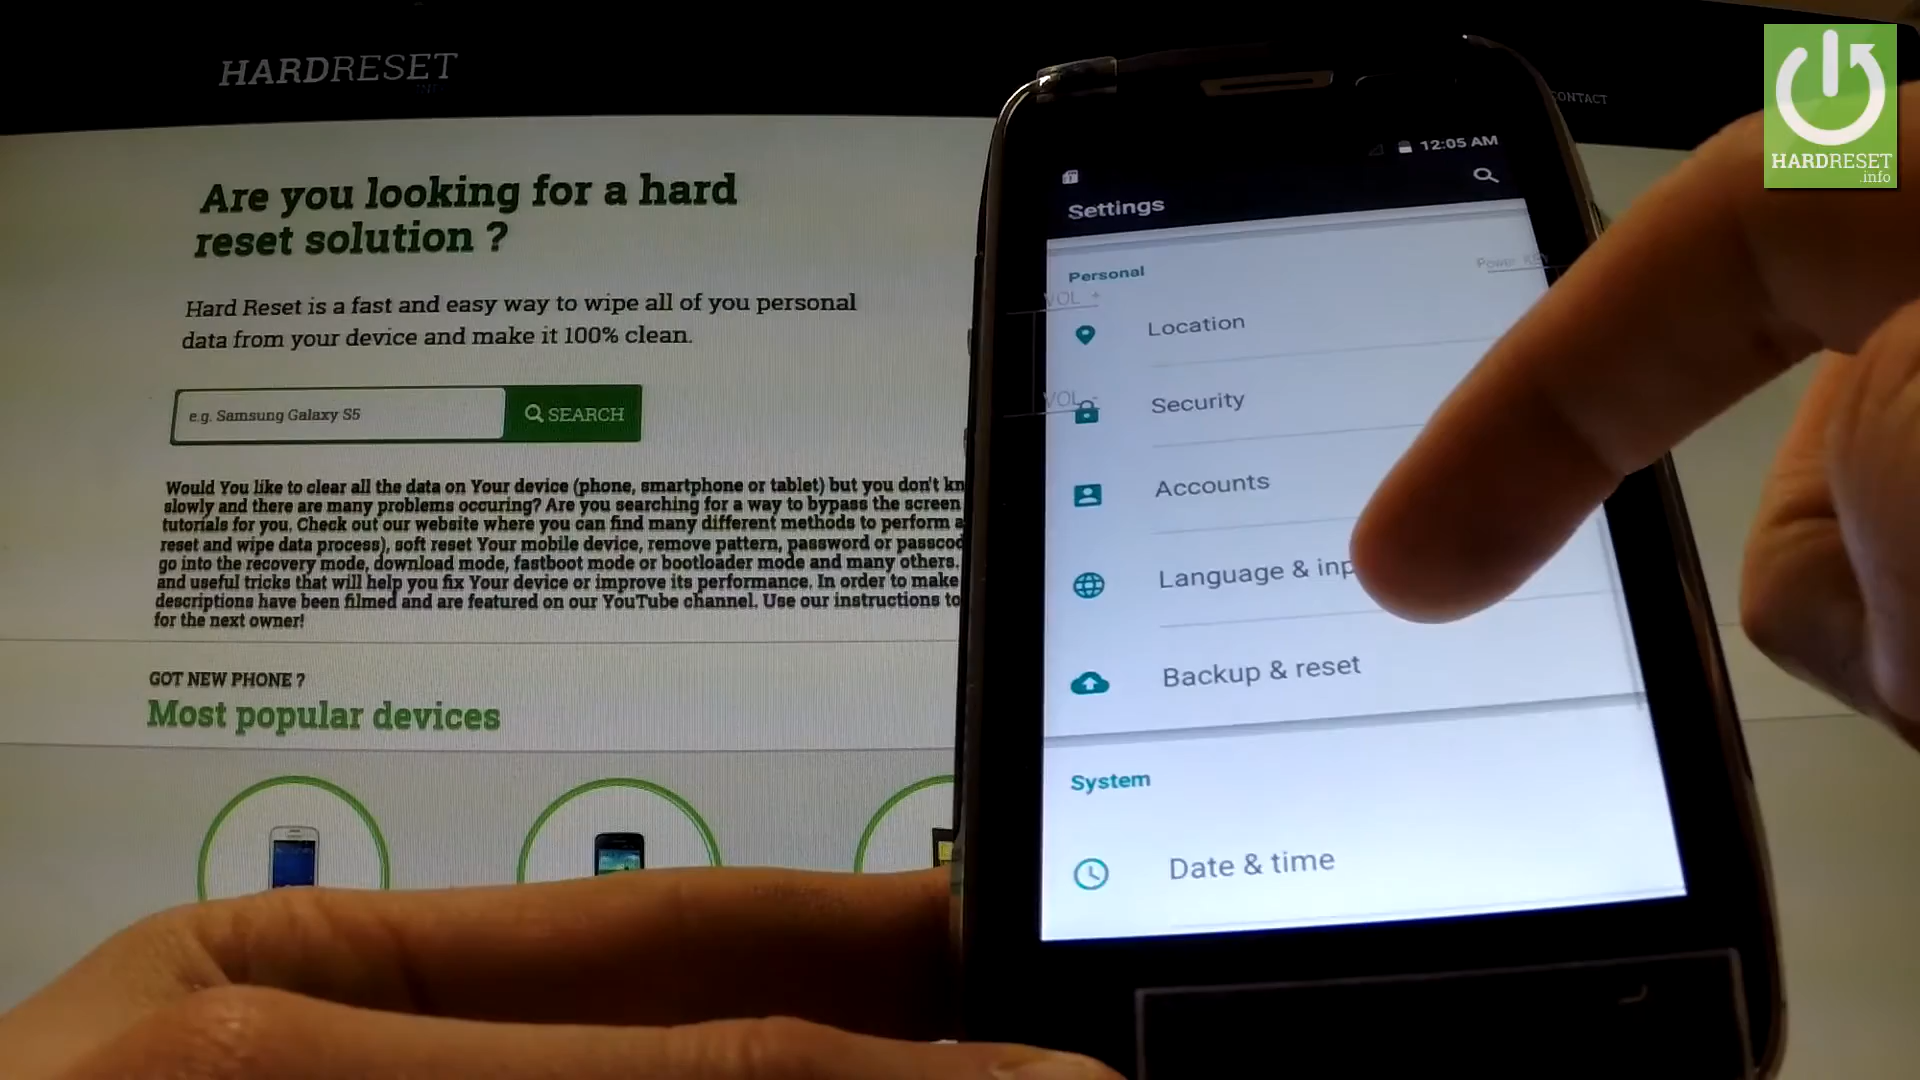 HARDRESET
CONTACT
HARDRESET
.info
Are you looking for a hard
reset solution ?
Hard Reset is a fast and easy way to wipe all of you personal
data from your device and make it 100% clean.
e.g. Samsung Galaxy S5
SEARCH
Would You like to clear all the data on Your device (phone, smartphone or tablet) but you don't kn
slowly and there are many problems occuring? Are you searching for a way to bypass the screen
tutorials for you. Check out our website where you can find many different methods to perform a
reset and wipe data process), soft reset Your mobile device, remove pattern, password or passcod
go into the recovery mode, download mode, fastboot mode or bootloader mode and many others.
and useful tricks that will help you fix Your device or improve its performance. In order to make
descriptions have been filmed and are featured on our YouTube channel. Use our instructions to
for the next owner!
GOT NEW PHONE ?
Most popular devices
12:05 AM
Settings
Personal
VOL +
Power KEY
Location
VOL -
Security
Accounts
Language & inp
Backup & reset
System
Date & time